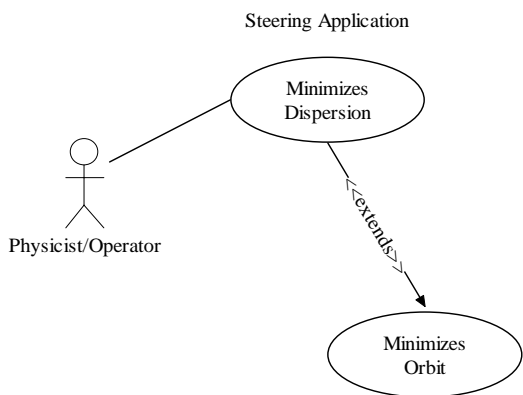 Steering Application
Minimizes
Dispersion
Physicist/Operator
<<extends>>
Minimizes
Orbit